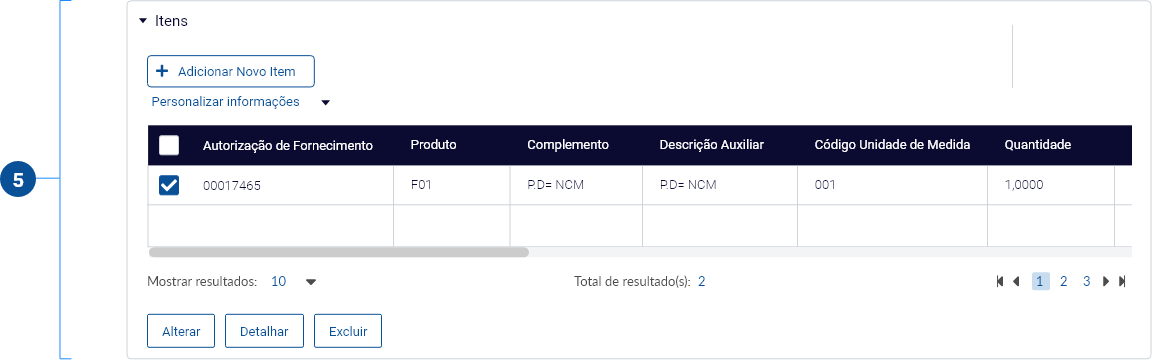 Itens
Adicionar Novo Item
Personalizar informações
Autorização de Fornecimento Produto Complemento Descrição Auxiliar Código Unidade de Medida Quantidade
5
00017465 F01 P.D= NCM P.D= NCM 001 1,0000
Mostrar resultados: 10 Total de resultado(s): 2 1 2 3
Alterar Detalhar Excluir